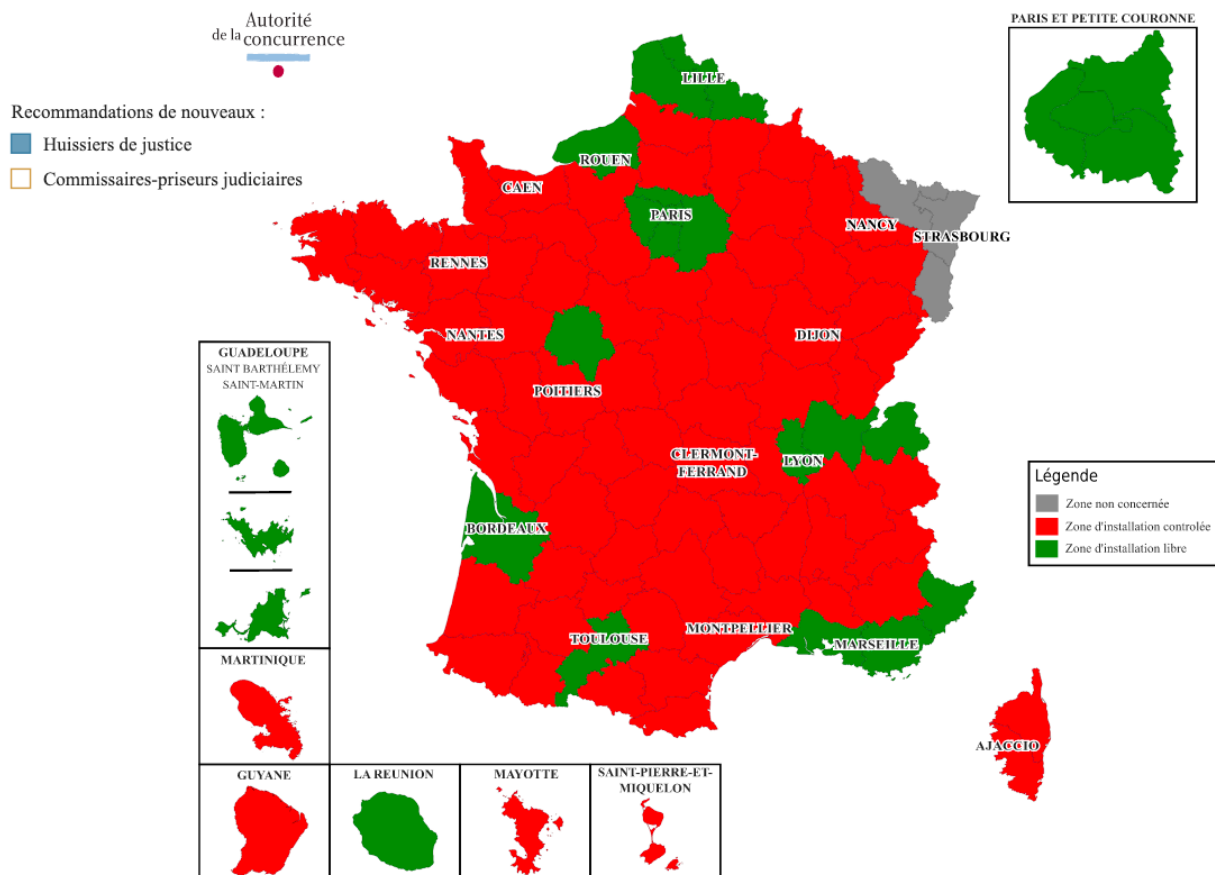 Autorité
de la concurrence
Recommandations de nouveaux :
Huissiers de justice
Commissaires-priseurs judiciaires
PARIS ET PETITE COURONNE
LILLE
ROUEN
CAEN
PARIS
NANCY
STRASBOURG
RENNES
NANTES
DIJON
POITIERS
CLERMONT-
FERRAND
LYON
BORDEAUX
TOULOUSE
MONTPELLIER
MARSEILLE
AJACCIO
GUADELOUPE
SAINT BARTHÉLEMY
SAINT-MARTIN
MARTINIQUE
GUYANE
LA REUNION
MAYOTTE
SAINT-PIERRE-ET-
MIQUELON
Légende
Zone non concernée
Zone d'installation controlée
Zone d'installation libre